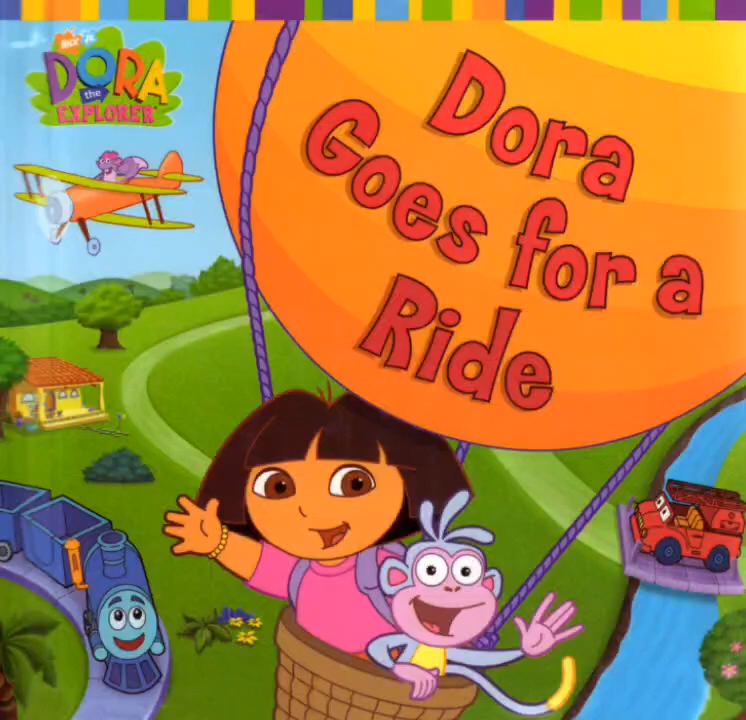 NICK JR.
DORA
the
EXPLORER
Dora
Goes for a
Ride